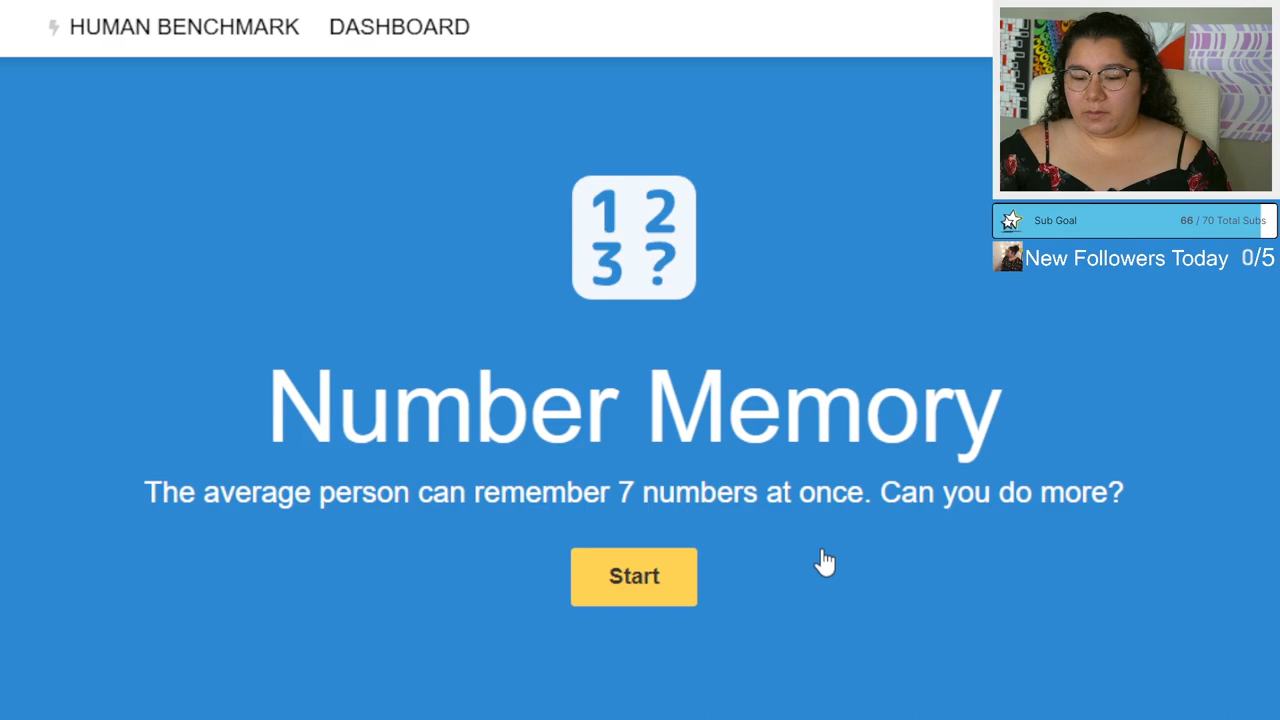 HUMAN BENCHMARK DASHBOARD
1 2
3 ?
Number Memory
The average person can remember 7 numbers at once. Can you do more?
Start
Sub Goal 66 / 70 Total Subs
New Followers Today 0/5